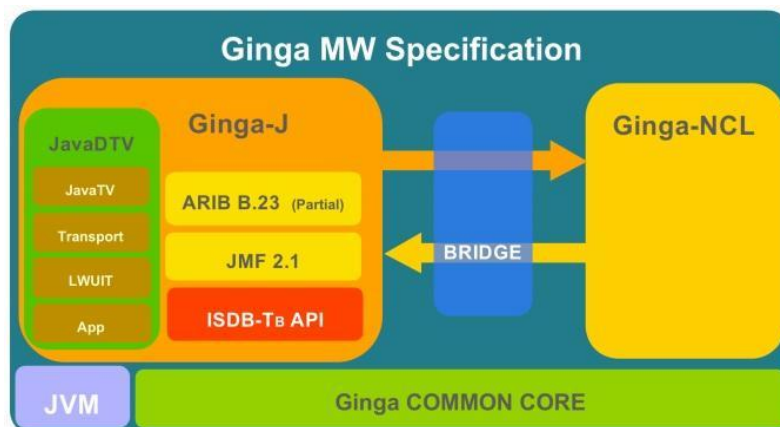 Ginga MW Specification
Ginga-J
JavaDTV
JavaTV
Transport
LWUIT
App
ARIB B.23 (Partial)
JMF 2.1
ISDB-TB API
BRIDGE
Ginga-NCL
JVM
Ginga COMMON CORE